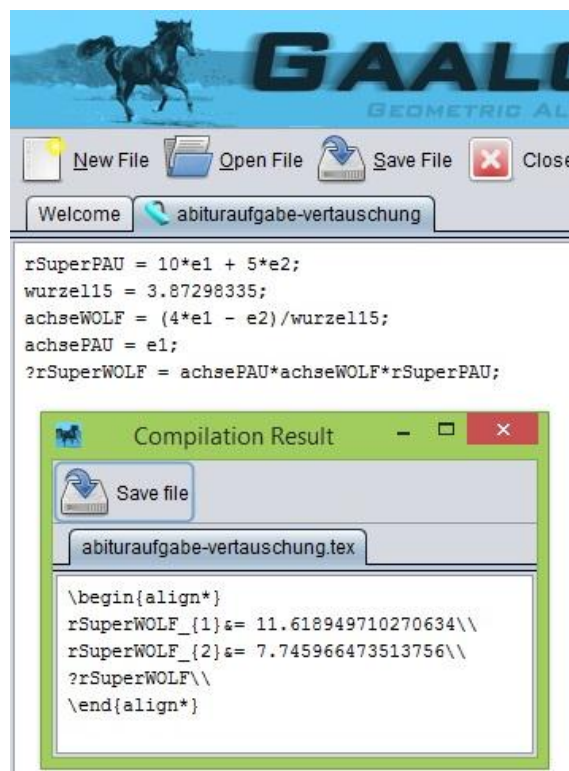 GAALO
GEOMETRIC AL
New File Open File Save File Close
Welcome abituraufgabe-vertauschung
rSuperPAU = 10*e1 + 5*e2;
wurzel15 = 3.87298335;
achseWOLF = (4*e1 - e2)/wurzel15;
achsePAU = e1;
?rSuperWOLF = achsePAU*achseWOLF*rSuperPAU;
Compilation Result
Save file
abituraufgabe-vertauschung.tex
\begin{align*}
rSuperWOLF_{1}&= 11.618949710270634\\
rSuperWOLF_{2}&= 7.745966473513756\\
?rSuperWOLF\\
\end{align*}